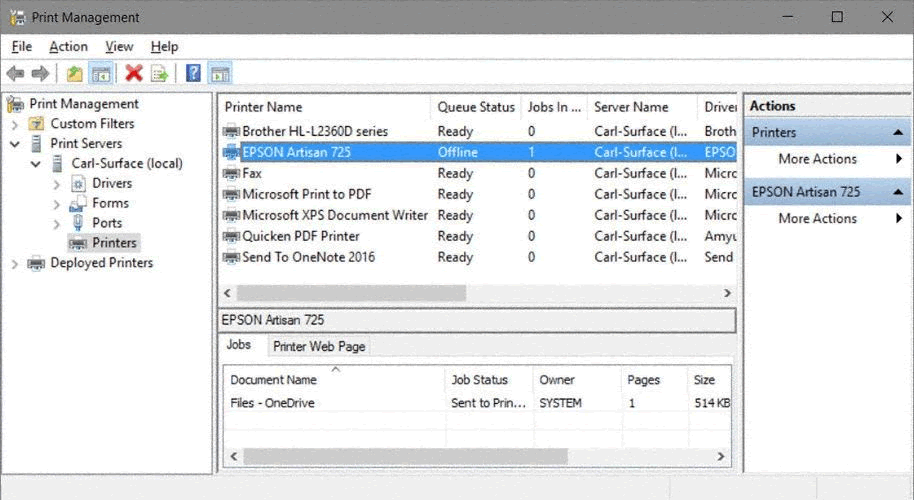 Print Management
File Action View Help
Print Management
Custom Filters
Print Servers
Carl-Surface (local)
Drivers
Forms
Ports
Printers
Deployed Printers
Printer Name Queue Status Jobs In ... Server Name Driver
Brother HL-L2360D series Ready 0 Carl-Surface (l... Broth
EPSON Artisan 725 Offline 1 Carl-Surface (l... EPSO
Fax Ready 0 Carl-Surface (l... Micro
Microsoft Print to PDF Ready 0 Carl-Surface (l... Micro
Microsoft XPS Document Writer Ready 0 Carl-Surface (l... Micro
Quicken PDF Printer Ready 0 Carl-Surface (l... Amyu
Send To OneNote 2016 Ready 0 Carl-Surface (l... Send
EPSON Artisan 725
Jobs Printer Web Page
Document Name Job Status Owner Pages Size
Files - OneDrive Sent to Prin... SYSTEM 1 514 KB
Actions
Printers
More Actions
EPSON Artisan 725
More Actions